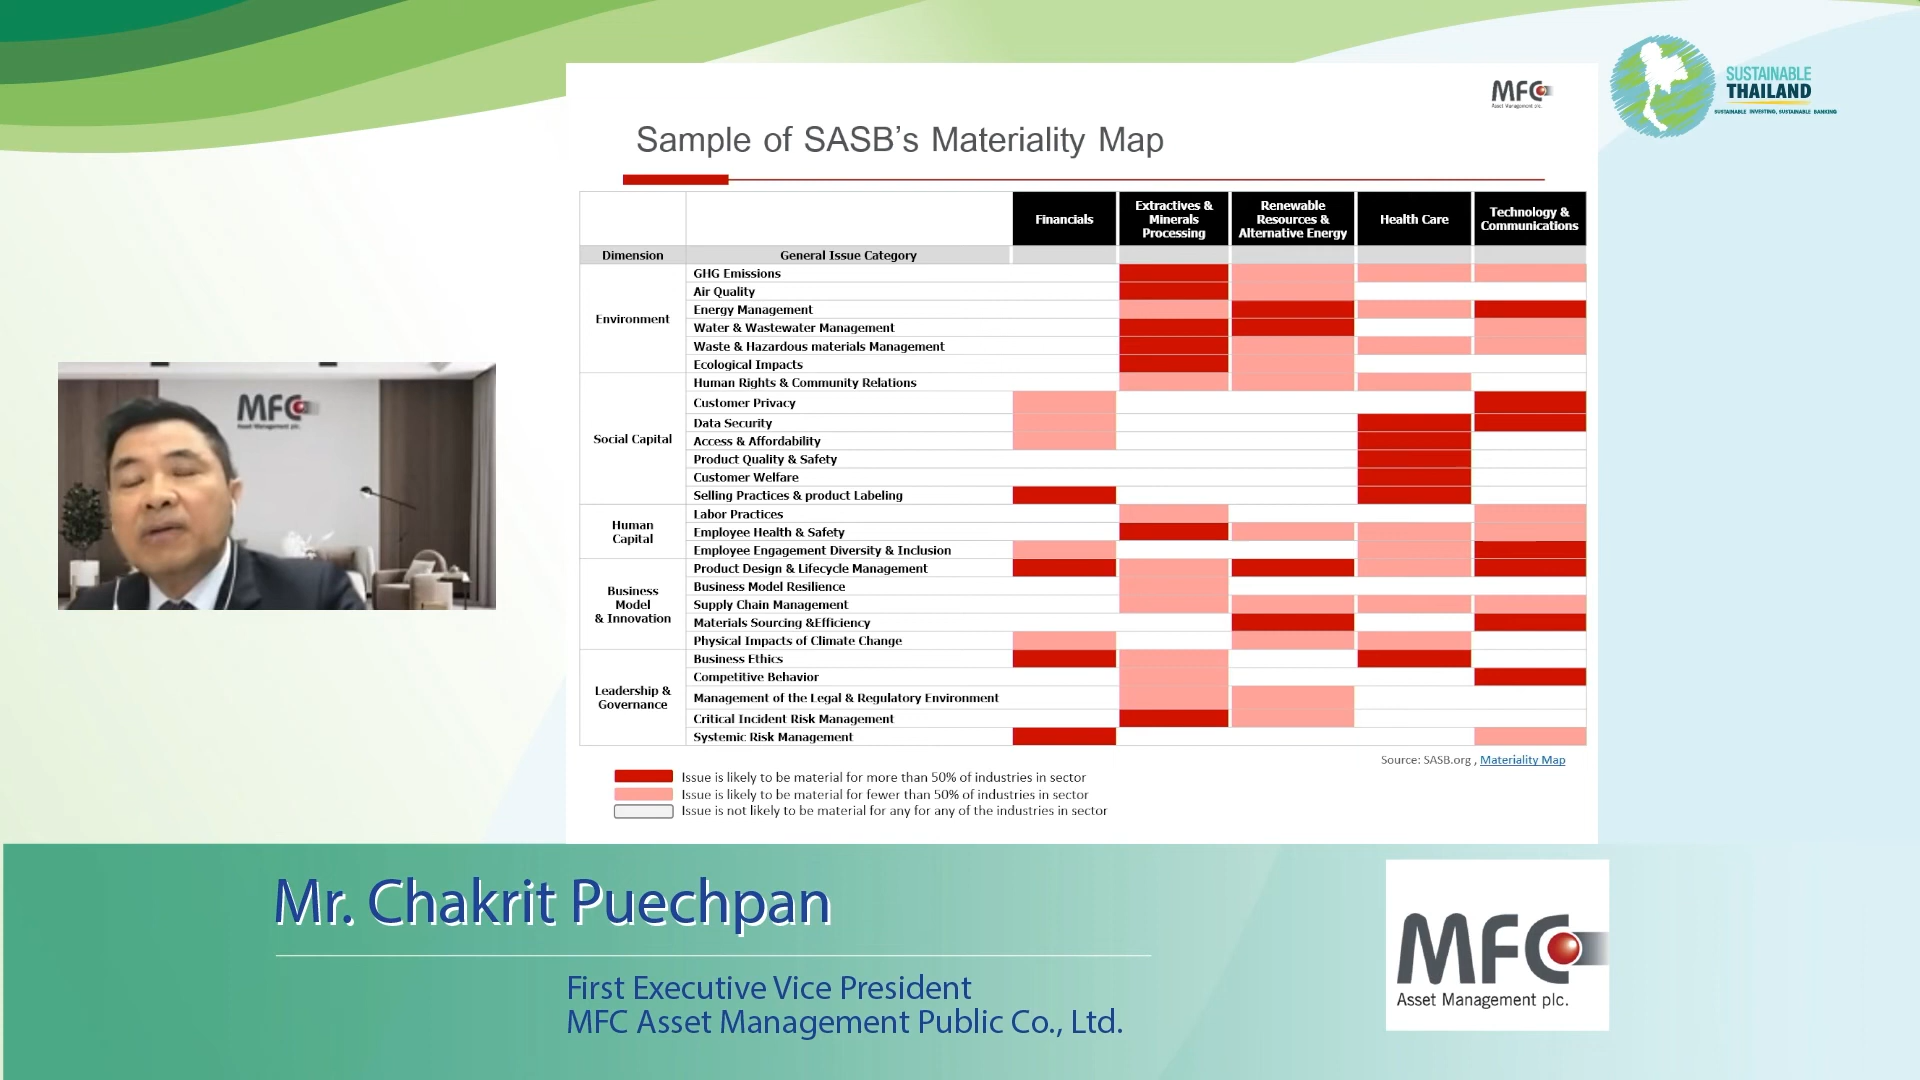 MFC
Asset Management plc.
SUSTAINABLE
THAILAND
SUSTAINABLE INVESTING, SUSTAINABLE BANKING
Sample of SASB’s Materiality Map
Financials
Extractives &
Minerals
Processing
Renewable
Resources &
Alternative Energy
Health Care
Technology &
Communications
Dimension
General Issue Category
Environment
GHG Emissions
Air Quality
Energy Management
Water & Wastewater Management
Waste & Hazardous materials Management
Ecological Impacts
Social Capital
Human Rights & Community Relations
Customer Privacy
Data Security
Access & Affordability
Product Quality & Safety
Customer Welfare
Selling Practices & product Labeling
Human
Capital
Labor Practices
Employee Health & Safety
Employee Engagement Diversity & Inclusion
Business
Model
& Innovation
Product Design & Lifecycle Management
Business Model Resilience
Supply Chain Management
Materials Sourcing &Efficiency
Physical Impacts of Climate Change
Leadership &
Governance
Business Ethics
Competitive Behavior
Management of the Legal & Regulatory Environment
Critical Incident Risk Management
Systemic Risk Management
Source: SASB.org , Materiality Map
Issue is likely to be material for more than 50% of industries in sector
Issue is likely to be material for fewer than 50% of industries in sector
Issue is not likely to be material for any for any of the industries in sector
MFC
Asset Management plc.
Mr. Chakrit Puechpan
First Executive Vice President
MFC Asset Management Public Co., Ltd.
MFC
Asset Management plc.